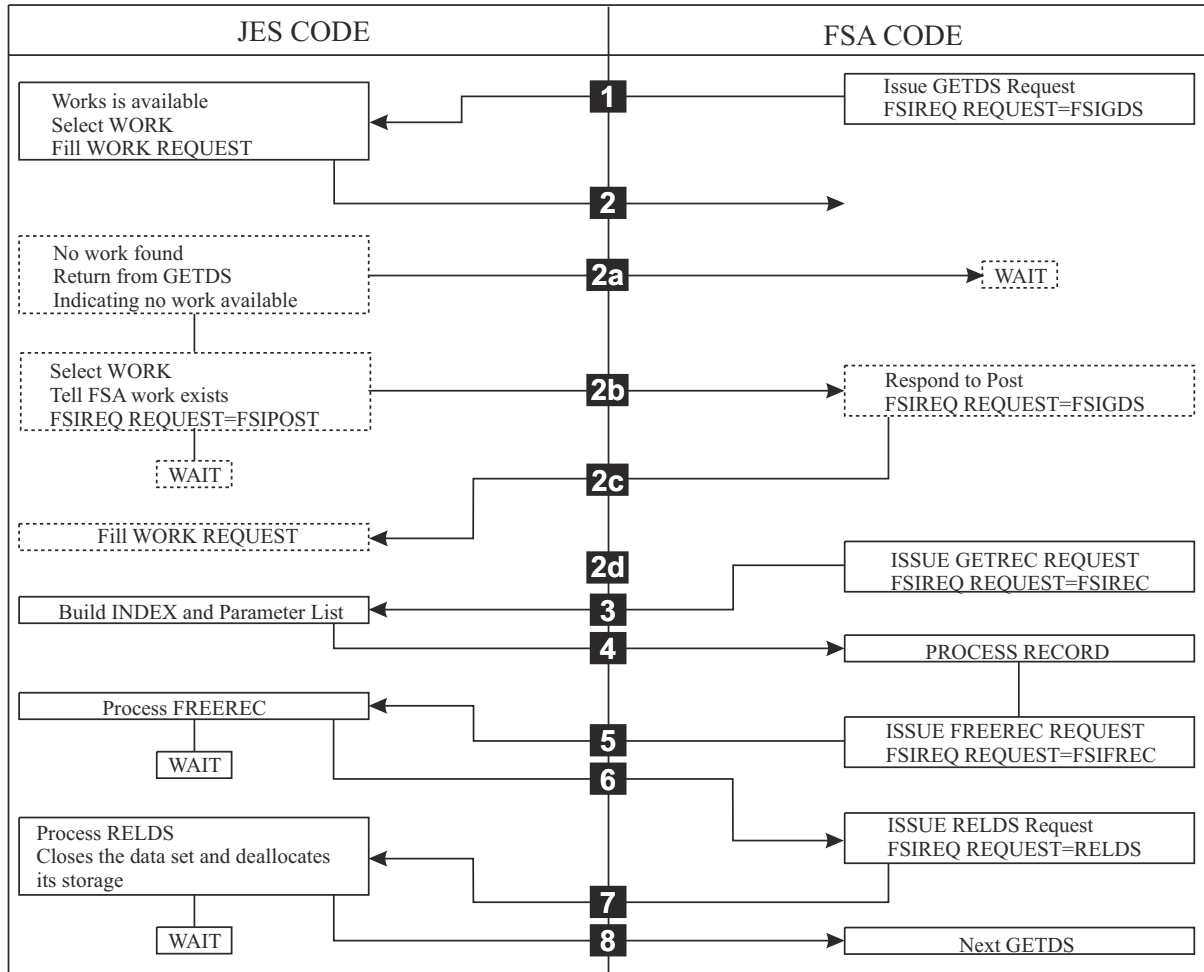 JES CODE
FSA CODE
Works is available
Select WORK
Fill WORK REQUEST
1
Issue GETDS Request
FSIREQ REQUEST=FSIGDS
2
No work found
Return from GETDS
Indicating no work available
2a
WAIT
Select WORK
Tell FSA work exists
FSIREQ REQUEST=FSIPOST
2b
Respond to Post
FSIREQ REQUEST=FSIGDS
WAIT
2c
Fill WORK REQUEST
2d
ISSUE GETREC REQUEST
FSIREQ REQUEST=FSIREC
Build INDEX and Parameter List
3
4
PROCESS RECORD
Process FREEREC
5
ISSUE FREEREC REQUEST
FSIREQ REQUEST=FSIFREC
WAIT
6
Process RELDS
Closes the data set and deallocates
its storage
ISSUE RELDS Request
FSIREQ REQUEST=RELDS
7
WAIT
8
Next GETDS